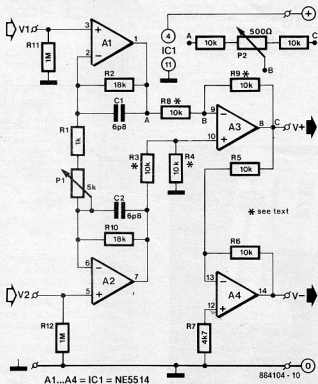 V1
3
A1
1
2
R11
1M
R2
18k
C1
6p8
A
R8 *
10k
R1
1k
P1
5k
R3 *
10k
R4 *
10k
C2
6p8
R10
18k
6
A2
7
5
V2
R12
1M
4
IC1
11
+
500Ω
A
10k
P2
10k
C
B
R9 *
10k
9
B
A3
8
C
V+
10
R5
10k
* see text
R6
10k
13
A4
14
V−
12
R7
4k7
0
884104 - 10
A1...A4 = IC1 = NE5514